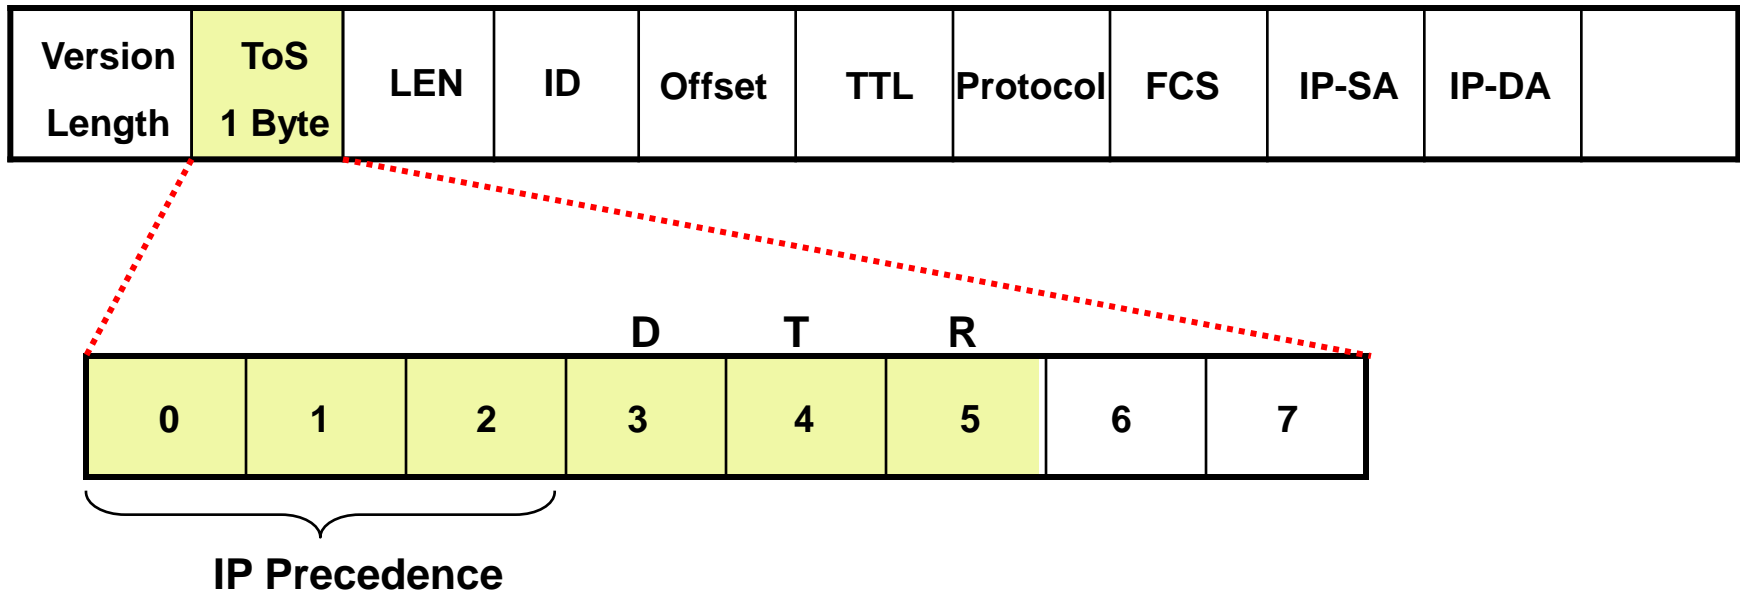 Version Length ToS 1 Byte LEN ID Offset TTL Protocol FCS IP-SA IP-DA
D T R
0 1 2 3 4 5 6 7
IP Precedence